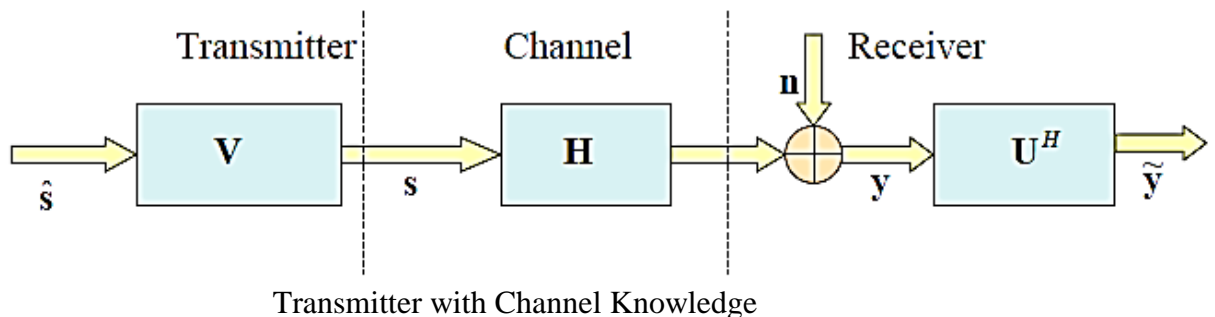 Transmitter Channel Receiver
n
V H U^H
ŝ s y ỹ
Transmitter with Channel Knowledge